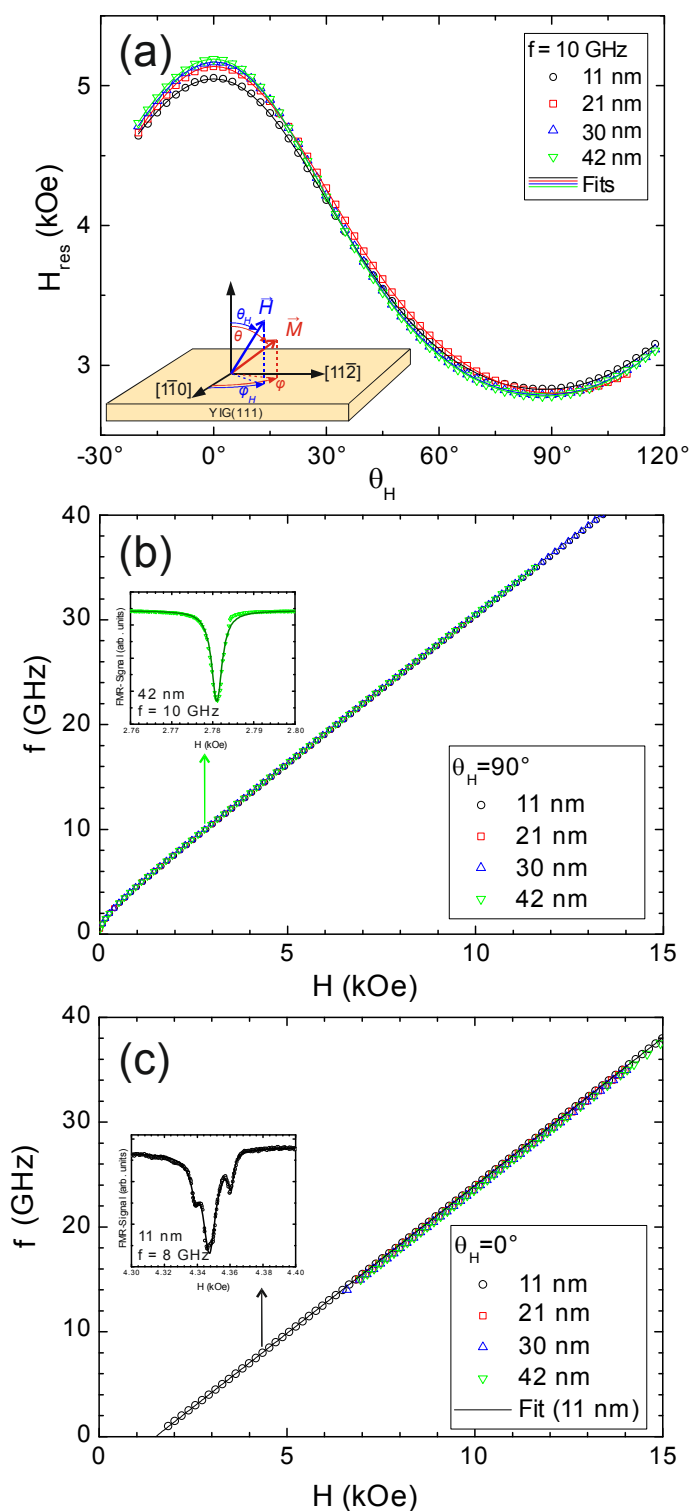 (a)
f = 10 GHz
11 nm
21 nm
30 nm
42 nm
Fits
H_res (kOe)
5
4
3
θ_H
H
θ
M
[11̄0]
[112̄]
φ_H
φ
YIG(111)
-30° 0° 30° 60° 90° 120°
θ_H
(b)
f (GHz)
40
30
20
10
0
FMR-Signal (arb. units)
42 nm
f = 10 GHz
2.76 2.77 2.78 2.79 2.80
H (kOe)
θ_H=90°
11 nm
21 nm
30 nm
42 nm
0 5 10 15
H (kOe)
(c)
f (GHz)
40
30
20
10
0
FMR-Signal (arb. units)
11 nm
f = 8 GHz
4.30 4.32 4.34 4.36 4.38 4.40
H (kOe)
θ_H=0°
11 nm
21 nm
30 nm
42 nm
Fit (11 nm)
0 5 10 15
H (kOe)